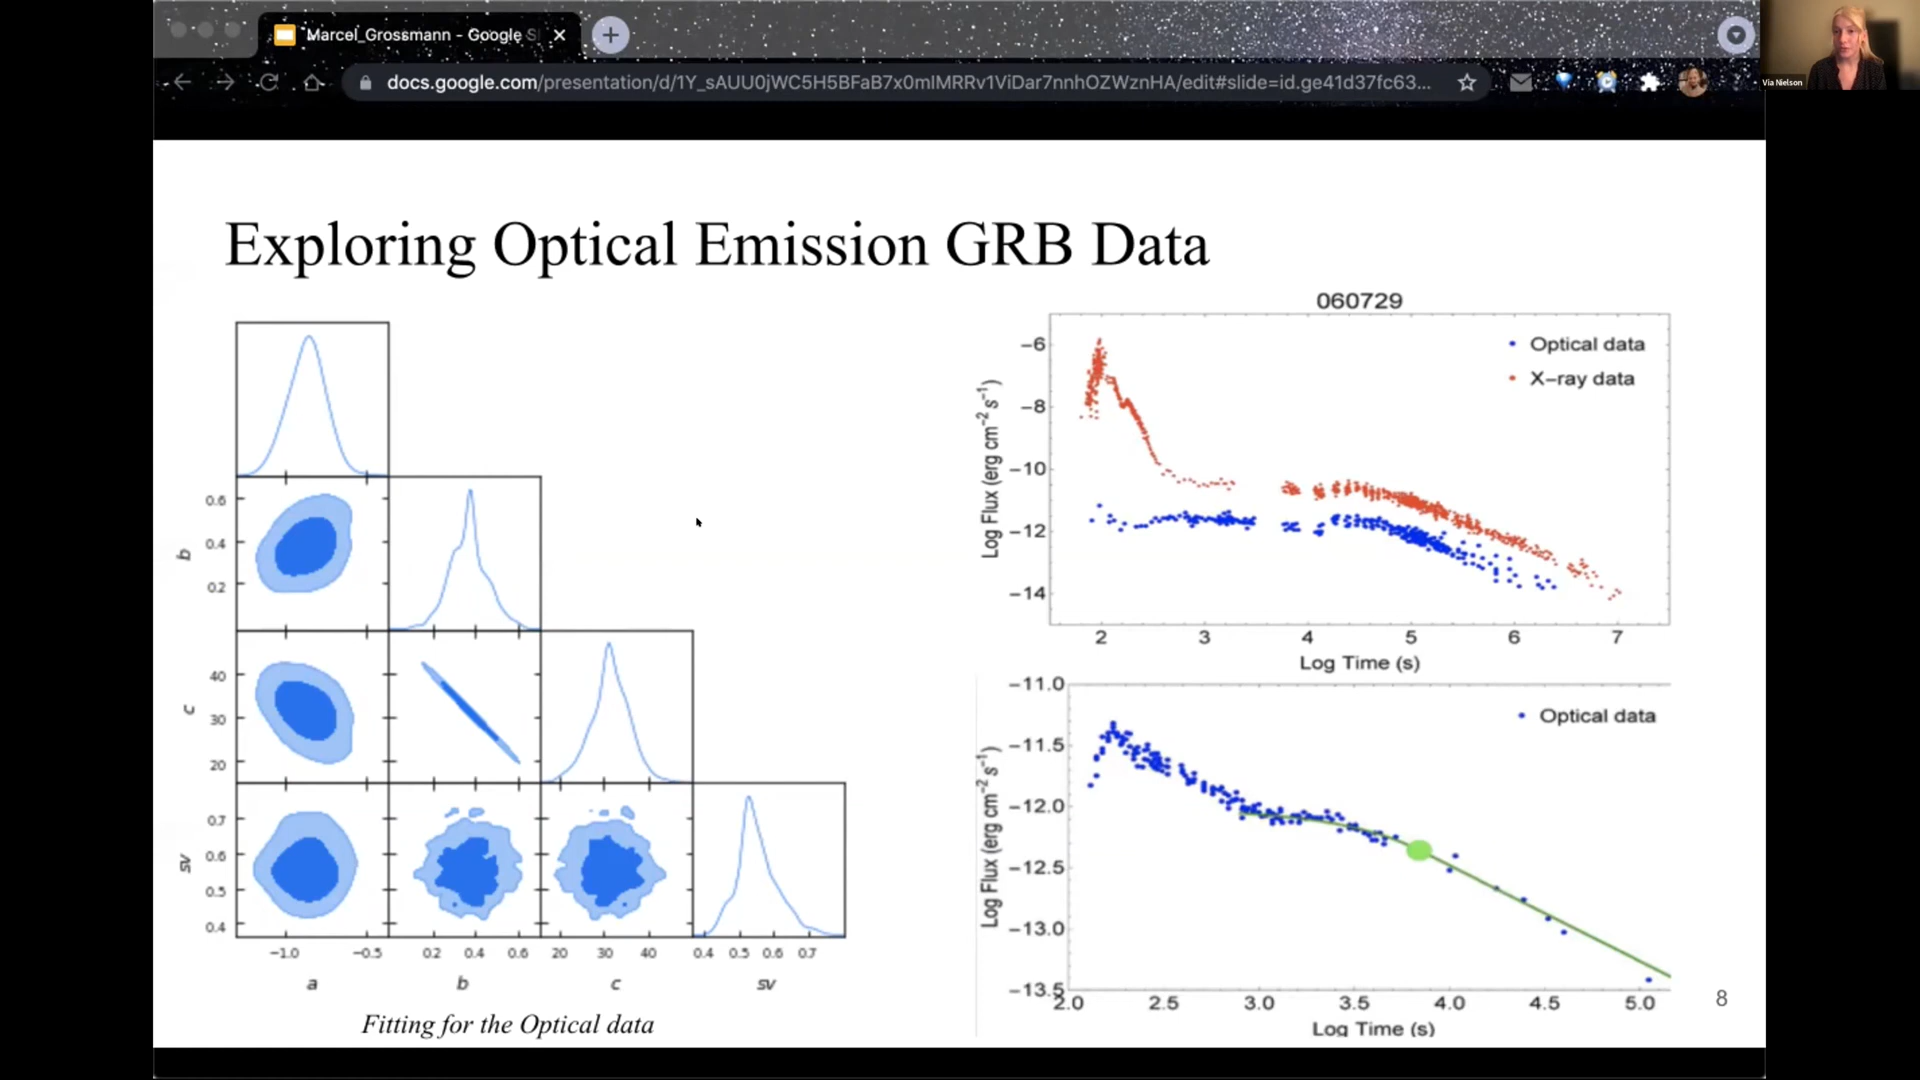 Marcel_Grossmann - Google S
docs.google.com/presentation/d/1Y_sAUU0jWC5H5BFaB7x0mIMRRv1ViDar7nnhOZWznHA/edit#slide=id.ge41d37fc63...
Via Nielson
Exploring Optical Emission GRB Data
b
0.6
0.4
0.2
c
40
30
20
sv
0.7
0.6
0.5
0.4
−1.0 −0.5 0.2 0.4 0.6 20 30 40 0.4 0.5 0.6 0.7
a b c sv
Fitting for the Optical data
060729
Optical data
X−ray data
Log Flux (erg cm⁻² s⁻¹)
−6
−8
−10
−12
−14
2 3 4 5 6 7
Log Time (s)
Optical data
Log Flux (erg cm⁻² s⁻¹)
−11.0
−11.5
−12.0
−12.5
−13.0
−13.5
2.0 2.5 3.0 3.5 4.0 4.5 5.0
Log Time (s)
8